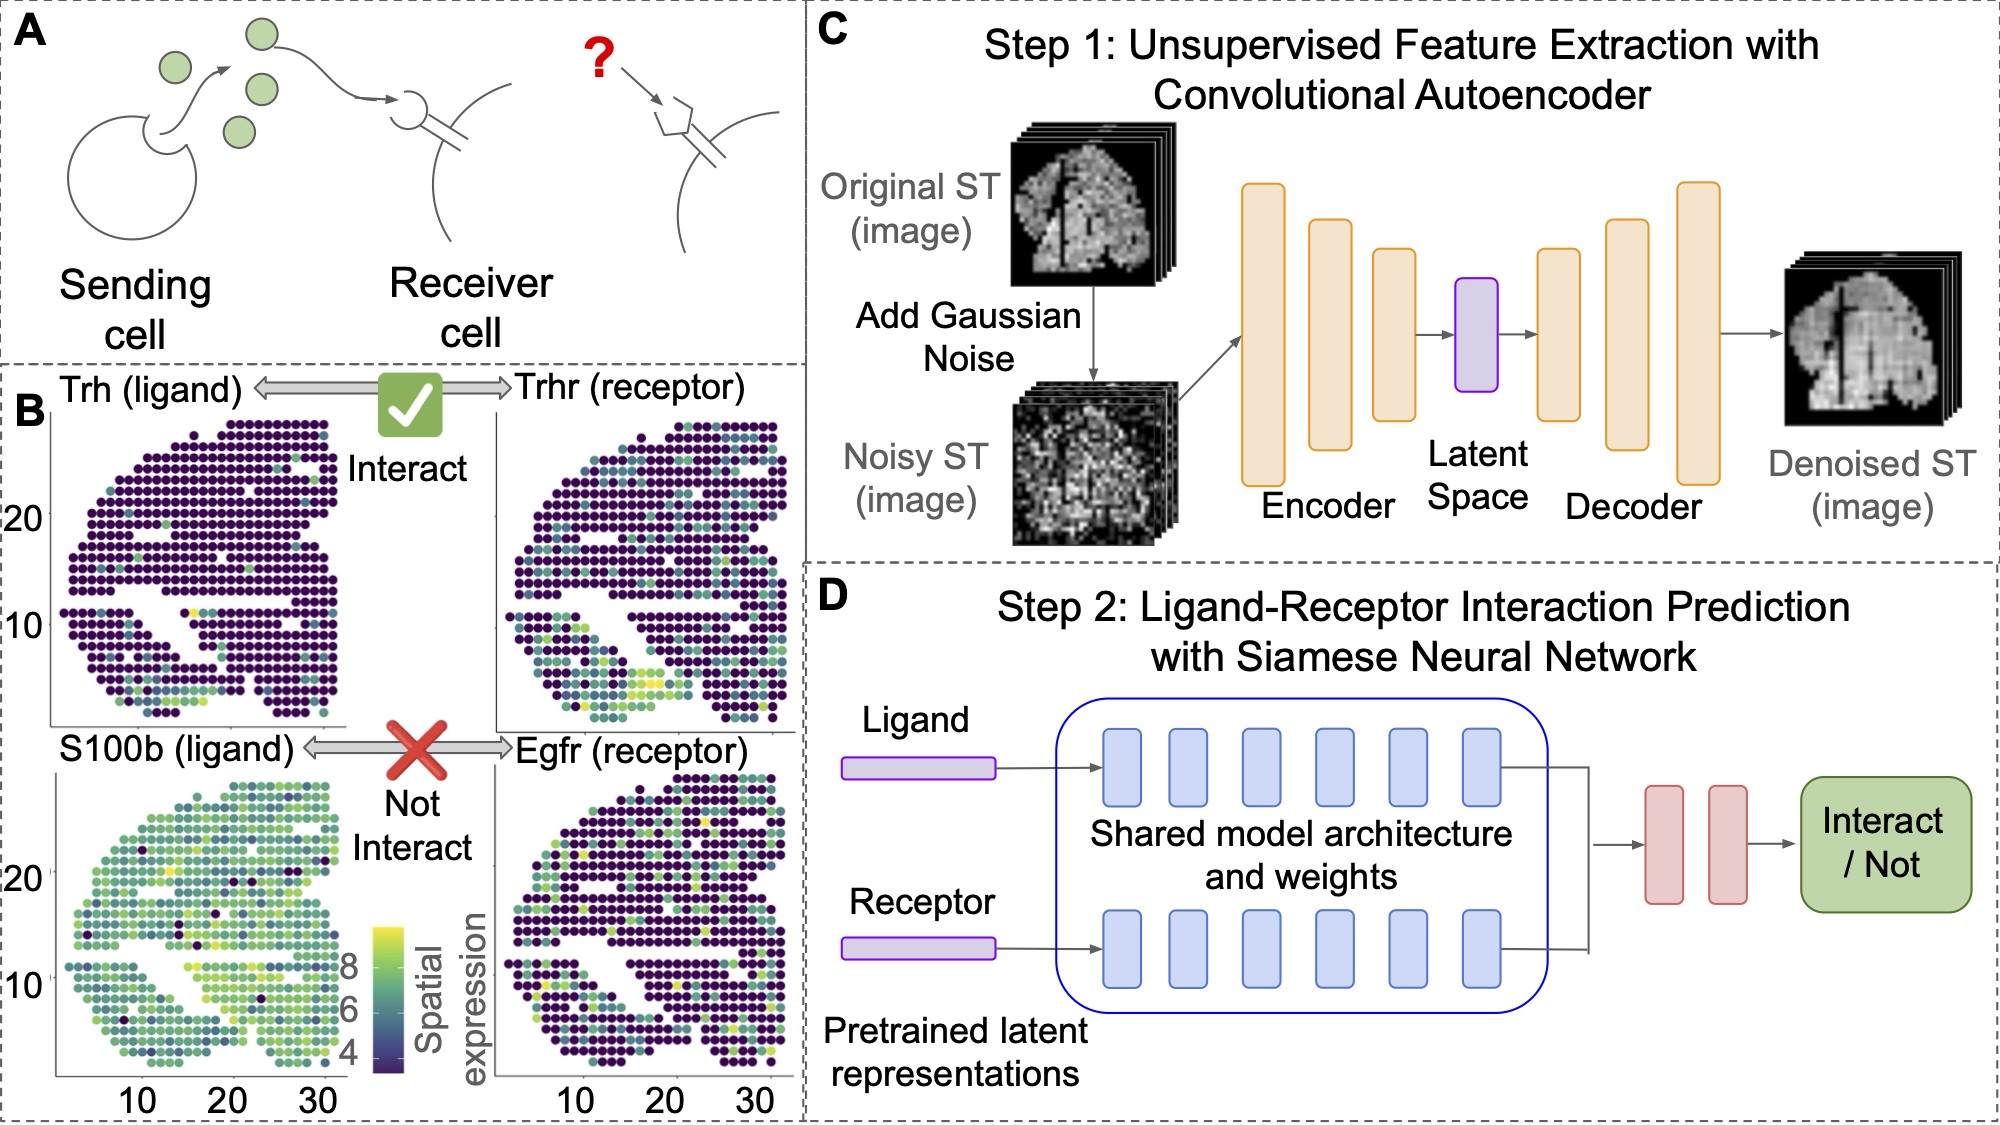 A
?
Sending
cell
Receiver
cell
B
Trh (ligand)
Trhr (receptor)
Interact
20
10
S100b (ligand)
Egfr (receptor)
Not
Interact
20
10
8
6
4
Spatial
expression
10
20
30
10
20
30
C
Step 1: Unsupervised Feature Extraction with
Convolutional Autoencoder
Original ST
(image)
Add Gaussian
Noise
Noisy ST
(image)
Encoder
Latent
Space
Decoder
Denoised ST
(image)
D
Step 2: Ligand-Receptor Interaction Prediction
with Siamese Neural Network
Ligand
Shared model architecture
and weights
Receptor
Pretrained latent
representations
Interact
/ Not